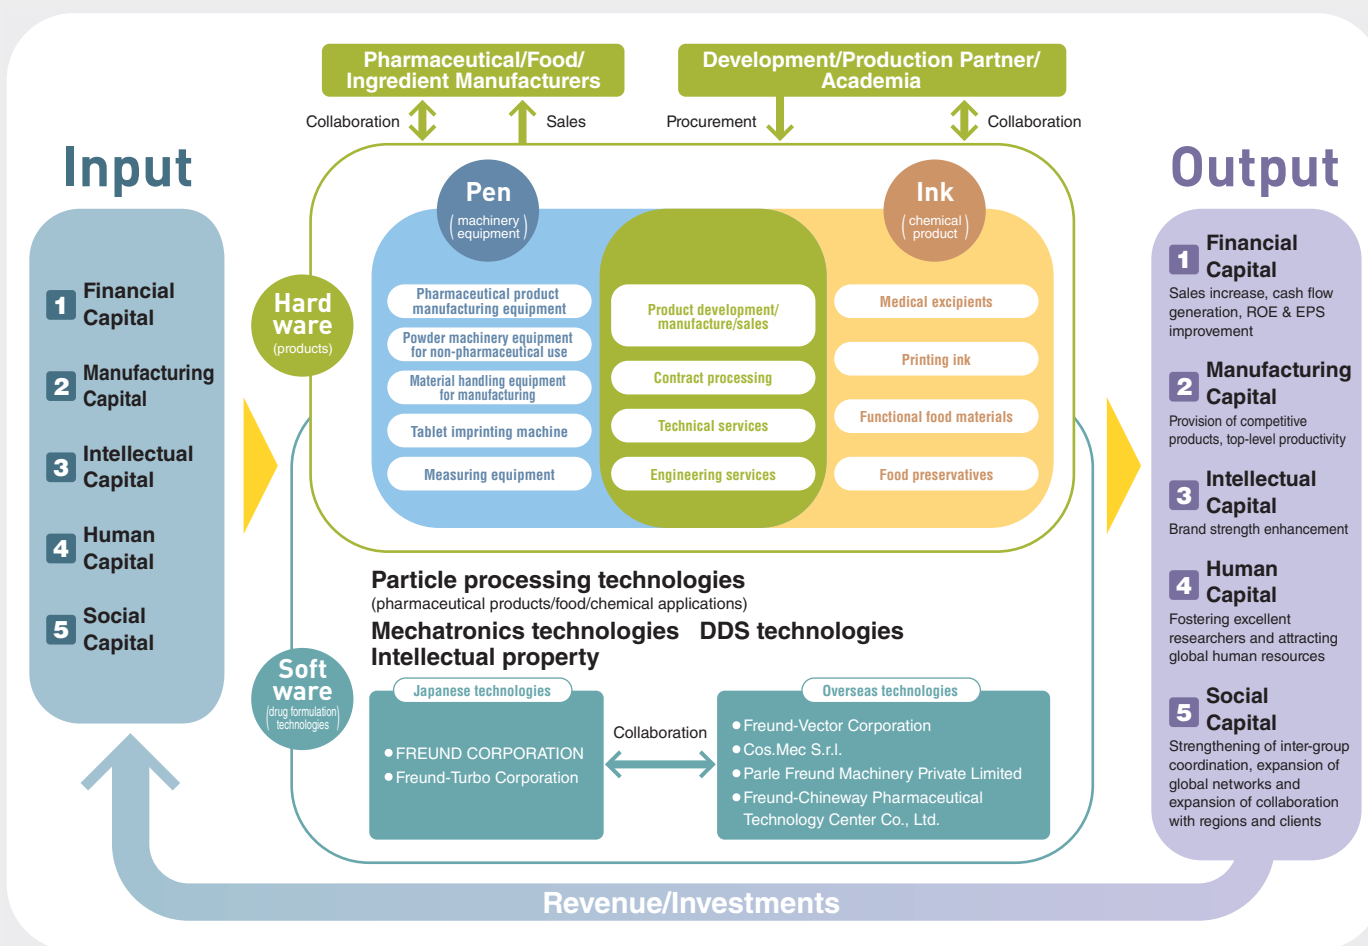 Pharmaceutical/Food/
Ingredient Manufacturers
Development/Production Partner/
Academia
Collaboration
Sales
Procurement
Collaboration
Input
1
Financial
Capital
2
Manufacturing
Capital
3
Intellectual
Capital
4
Human
Capital
5
Social
Capital
Hard
ware
(products)
Pen
(machinery
equipment)
Ink
(chemical
product)
Pharmaceutical product
manufacturing equipment
Powder machinery equipment
for non-pharmaceutical use
Material handling equipment
for manufacturing
Tablet imprinting machine
Measuring equipment
Product development/
manufacture/sales
Contract processing
Technical services
Engineering services
Medical excipients
Printing ink
Functional food materials
Food preservatives
Soft
ware
(drug formulation
technologies)
Particle processing technologies
(pharmaceutical products/food/chemical applications)
Mechatronics technologies DDS technologies
Intellectual property
Japanese technologies
● FREUND CORPORATION
● Freund-Turbo Corporation
Collaboration
Overseas technologies
● Freund-Vector Corporation
● Cos.Mec S.r.l.
● Parle Freund Machinery Private Limited
● Freund-Chineway Pharmaceutical
Technology Center Co., Ltd.
Output
1
Financial
Capital
Sales increase, cash flow
generation, ROE & EPS
improvement
2
Manufacturing
Capital
Provision of competitive
products, top-level productivity
3
Intellectual
Capital
Brand strength enhancement
4
Human
Capital
Fostering excellent
researchers and attracting
global human resources
5
Social
Capital
Strengthening of inter-group
coordination, expansion of
global networks and
expansion of collaboration
with regions and clients
Revenue/Investments